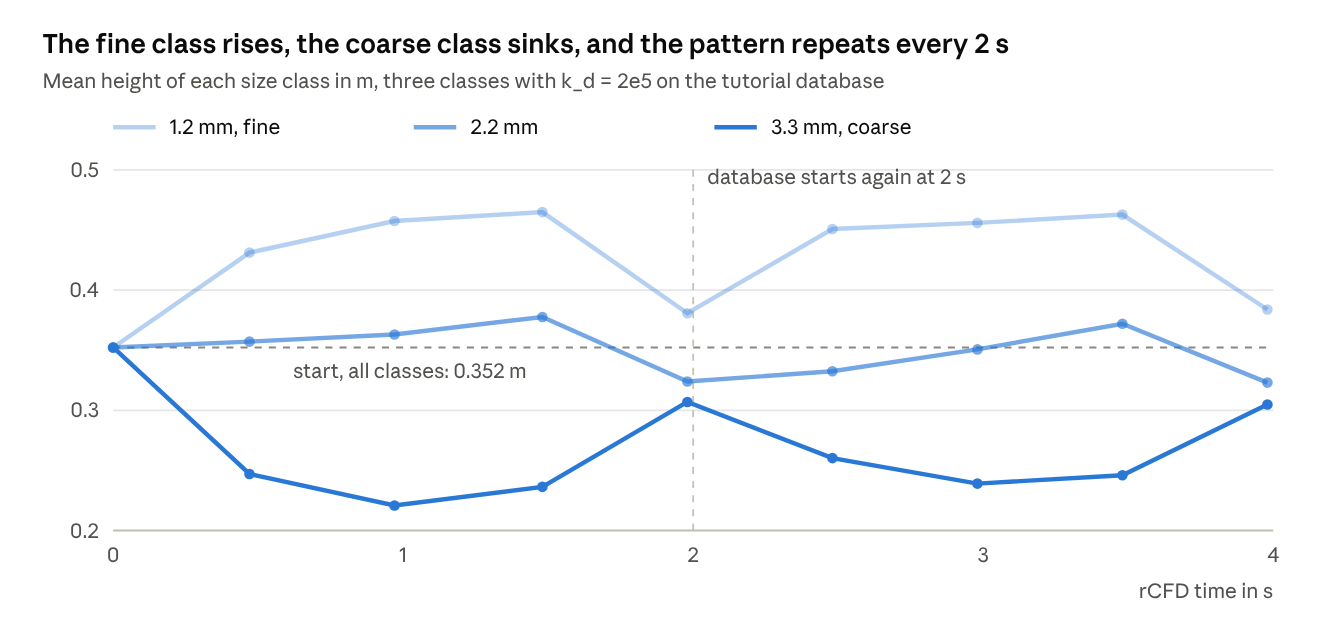 The fine class rises, the coarse class sinks, and the pattern repeats every 2 s
Mean height of each size class in m, three classes with k_d = 2e5 on the tutorial database
1.2 mm, fine
2.2 mm
3.3 mm, coarse
0.5
database starts again at 2 s
0.4
start, all classes: 0.352 m
0.3
0.2
0
1
2
3
4
rCFD time in s